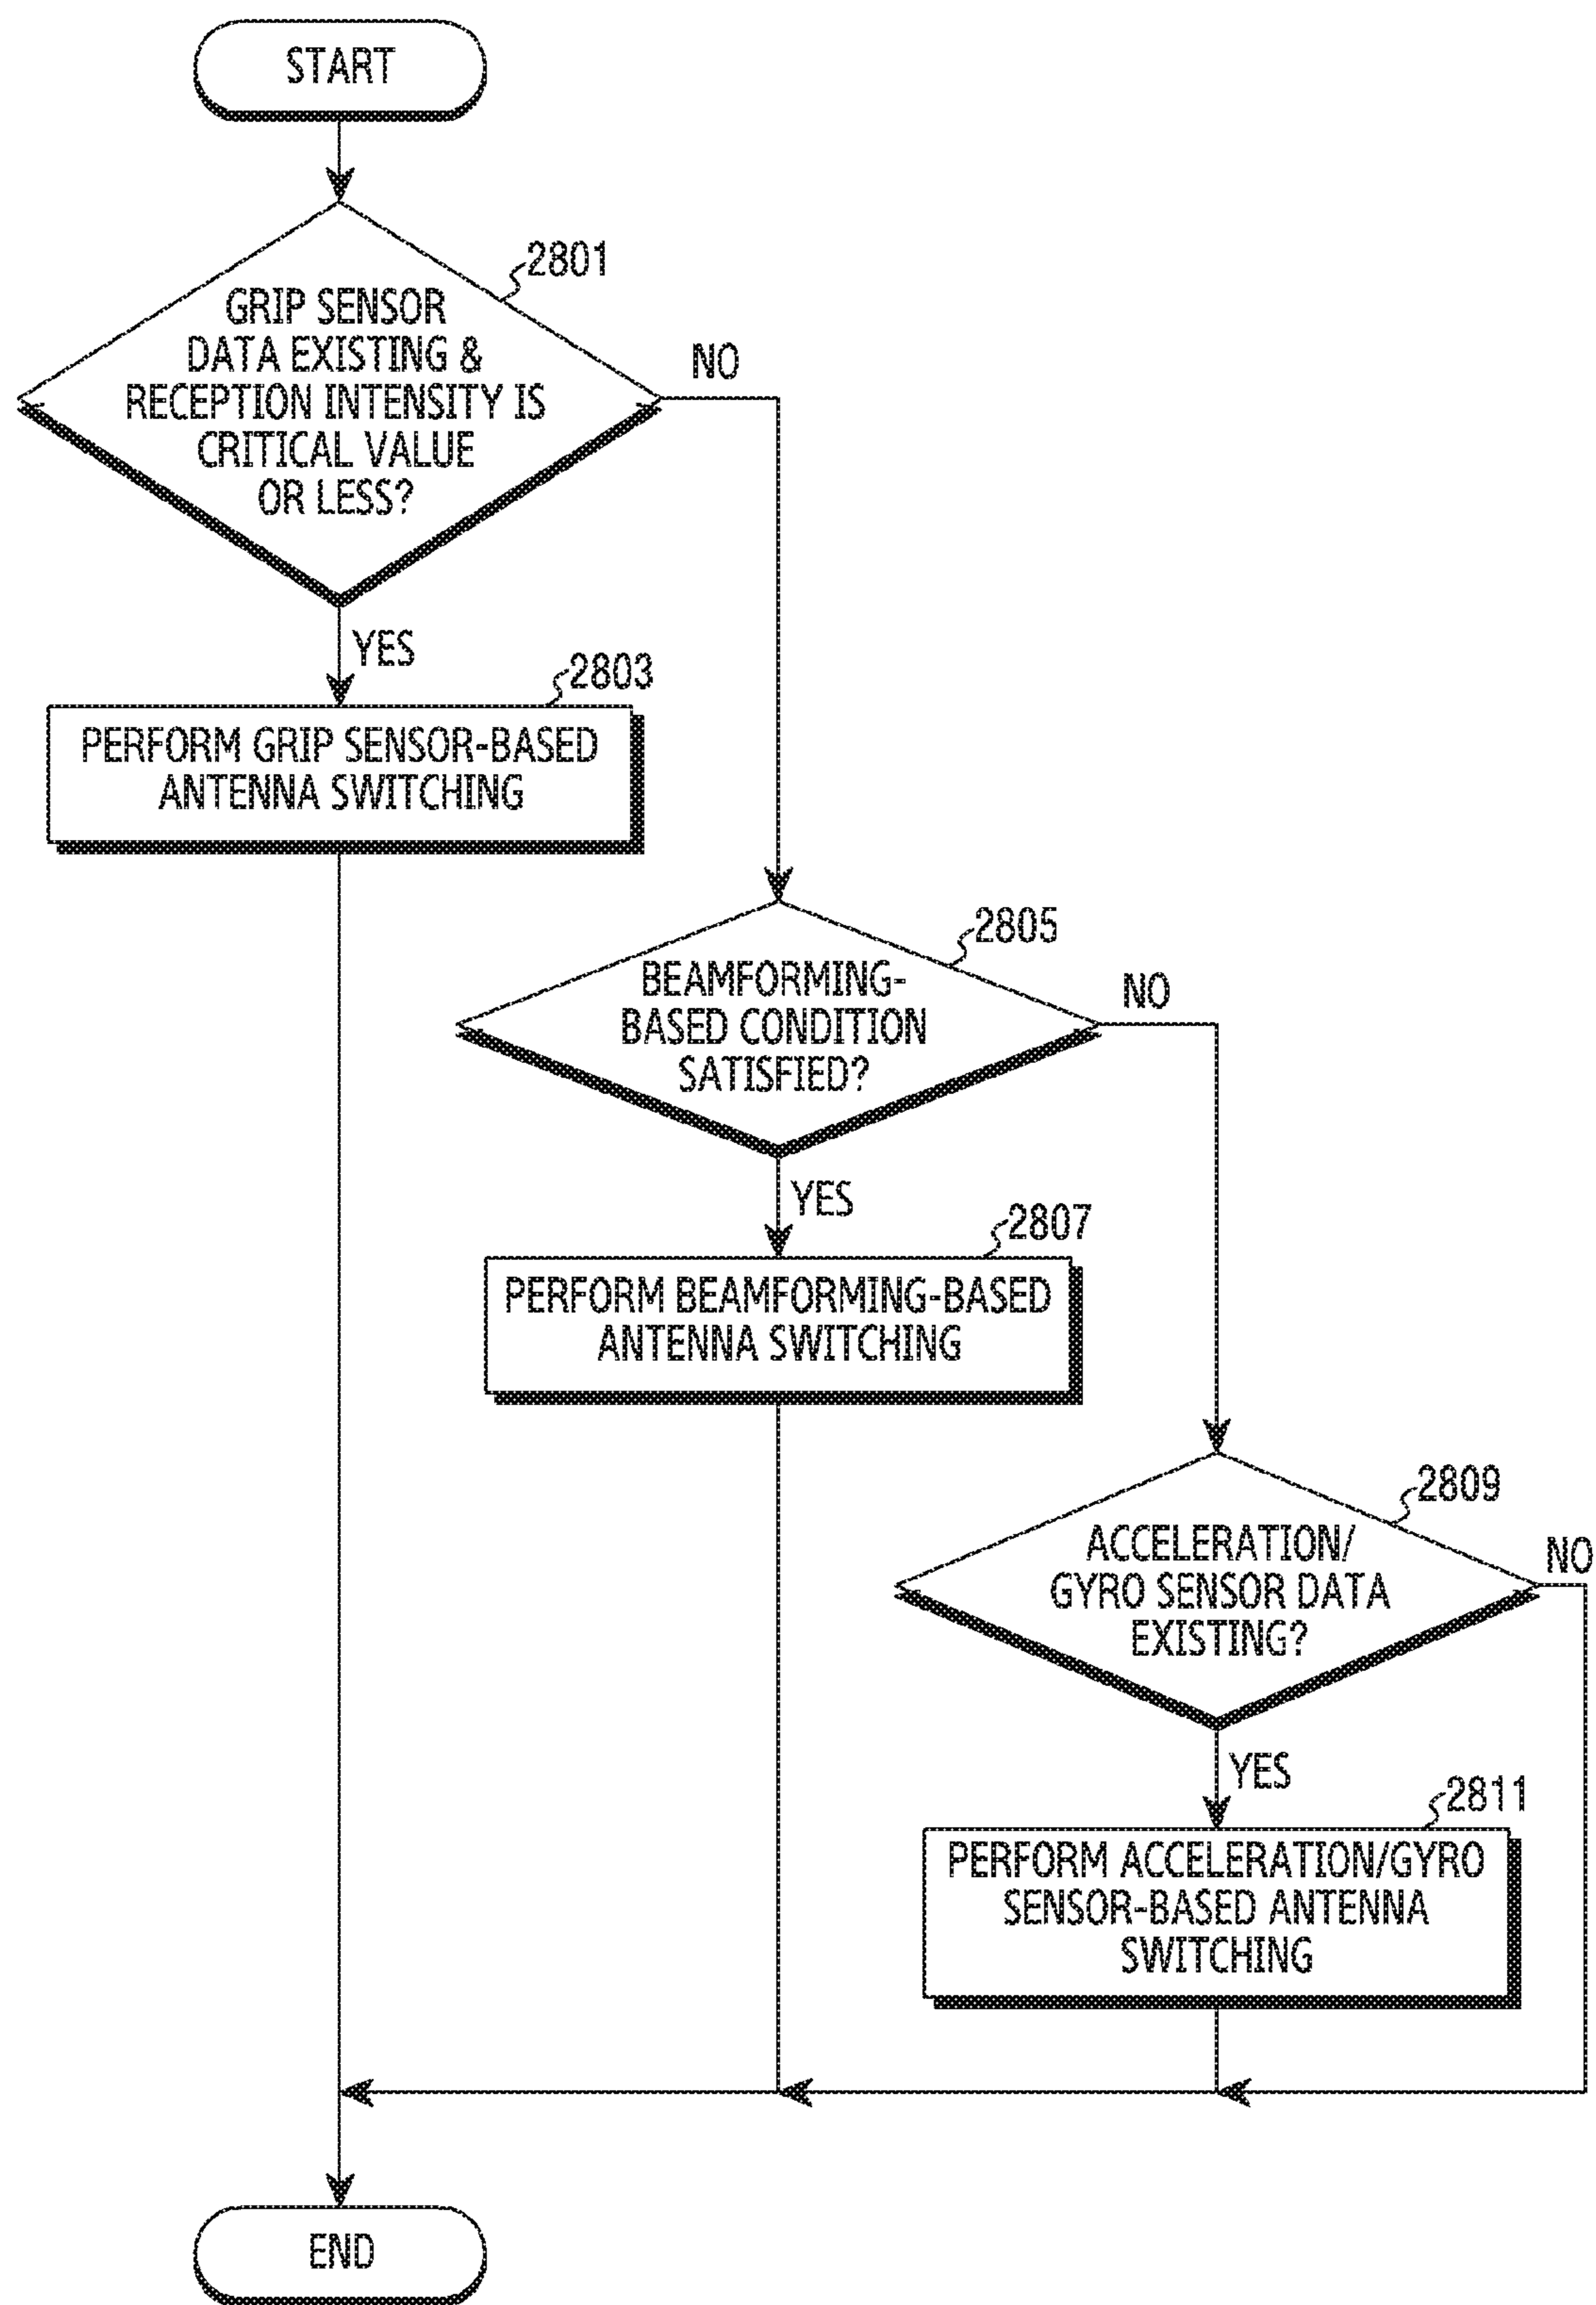 START
2801
GRIP SENSOR
DATA EXISTING &
RECEPTION INTENSITY IS
CRITICAL VALUE
OR LESS?
NO
YES
2803
PERFORM GRIP SENSOR-BASED
ANTENNA SWITCHING
2805
BEAMFORMING-
BASED CONDITION
SATISFIED?
NO
YES
2807
PERFORM BEAMFORMING-BASED
ANTENNA SWITCHING
2809
ACCELERATION/
GYRO SENSOR DATA
EXISTING?
NO
YES
2811
PERFORM ACCELERATION/GYRO
SENSOR-BASED ANTENNA
SWITCHING
END